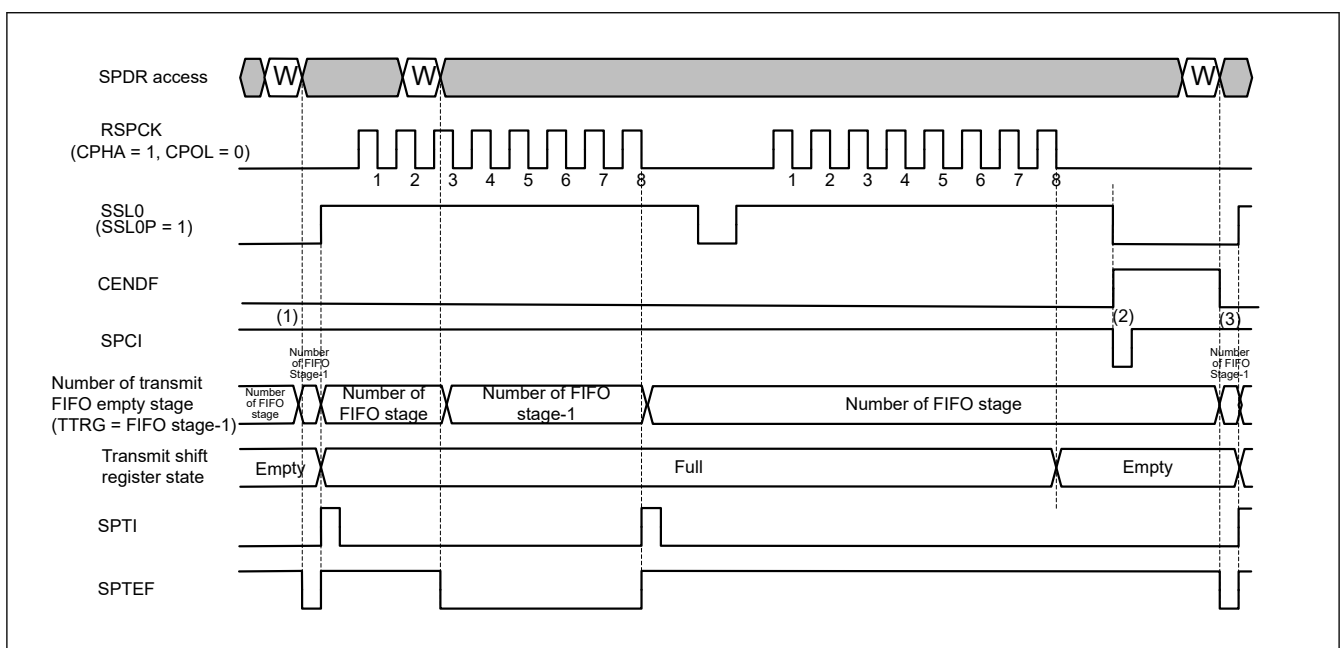 SPDR access
W
W
W
RSPCK
(CPHA = 1, CPOL = 0)
1 2 3 4 5 6 7 8 1 2 3 4 5 6 7 8
SSL0
(SSL0P = 1)
CENDF
(1)
(2)
(3)
SPCI
Number
of FIFO
Stage-1
Number
of FIFO
Stage-1
Number of transmit
FIFO empty stage
(TTRG = FIFO stage-1)
Number
of FIFO
stage
Number of
FIFO stage
Number of FIFO
stage-1
Number of FIFO stage
Transmit shift
register state
Empty
Full
Empty
SPTI
SPTEF